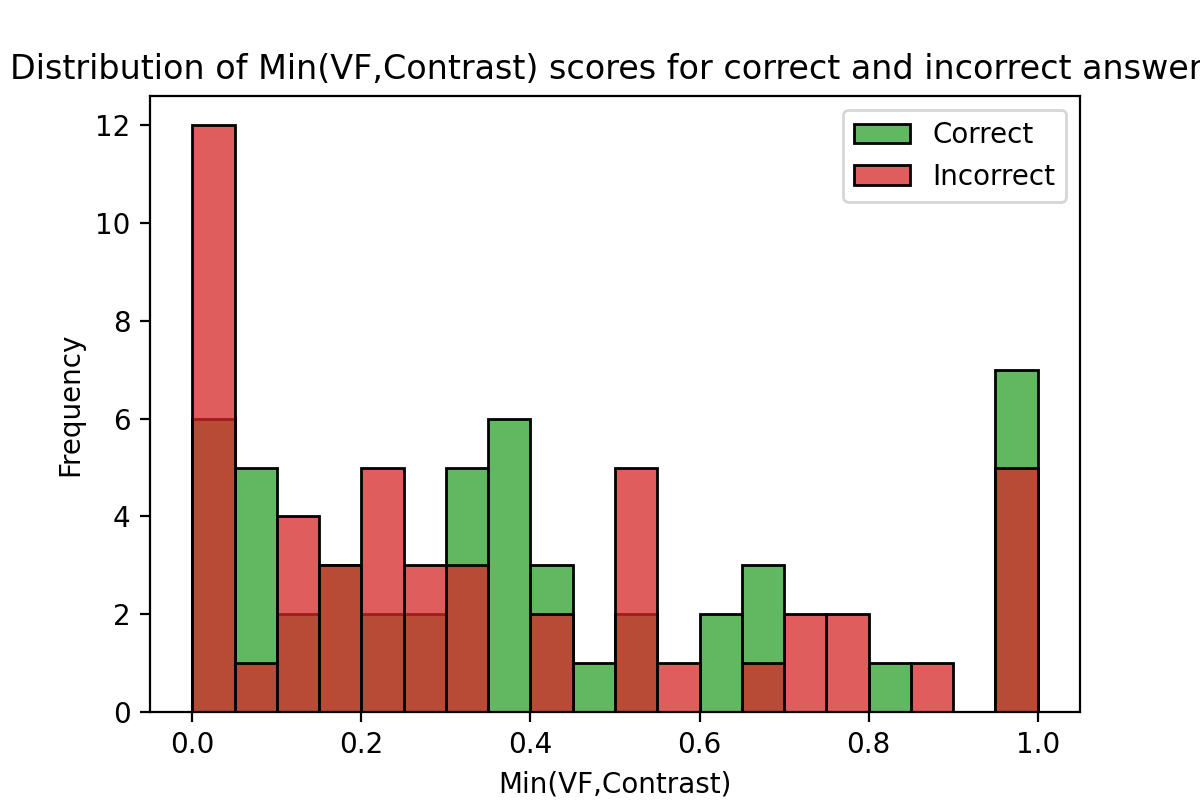 Distribution of Min(VF,Contrast) scores for correct and incorrect answer
Correct
Incorrect
12
10
8
6
4
2
0
Frequency
0.0 0.2 0.4 0.6 0.8 1.0
Min(VF,Contrast)